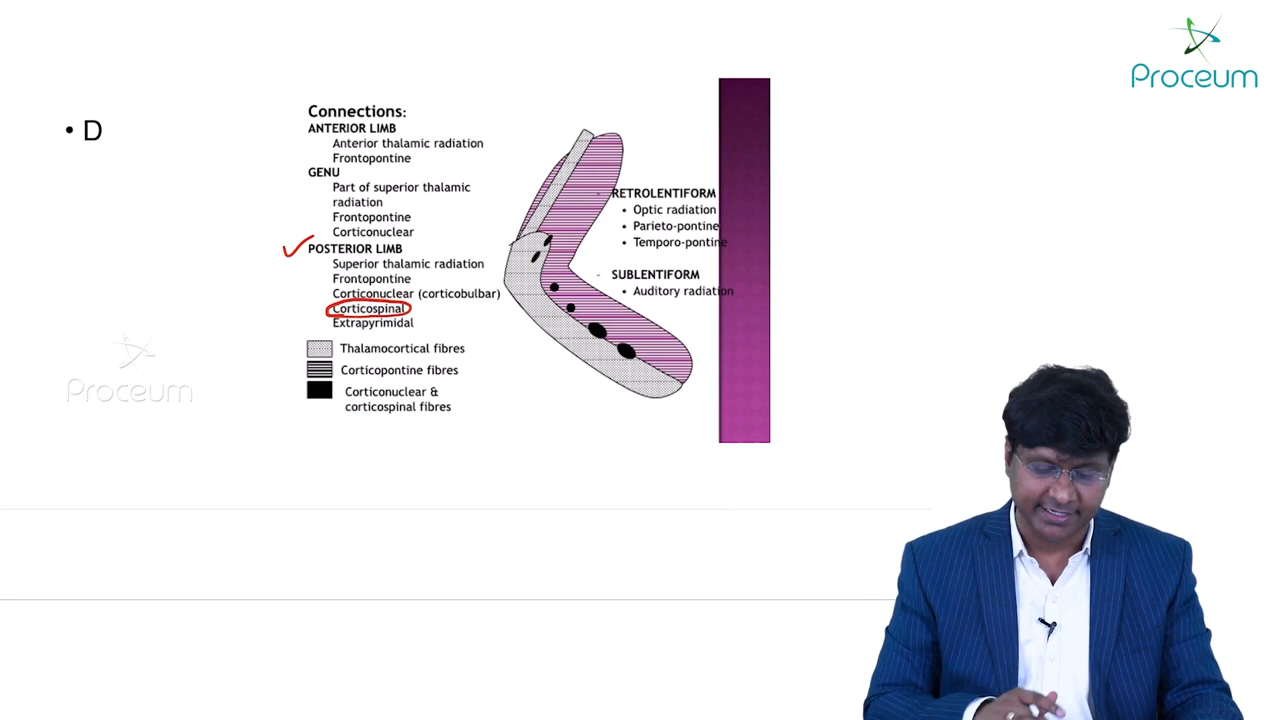 Proceum
• D
Connections:
ANTERIOR LIMB
Anterior thalamic radiation
Frontopontine
GENU
Part of superior thalamic
radiation
Frontopontine
Corticonuclear
POSTERIOR LIMB
Superior thalamic radiation
Frontopontine
Corticonuclear (corticobulbar)
Corticospinal
Extrapyrimidal
Thalamocortical fibres
Corticopontine fibres
Corticonuclear &
corticospinal fibres
- RETROLENTIFORM
• Optic radiation
• Parieto-pontine
• Temporo-pontine
- SUBLENTIFORM
• Auditory radiation
Proceum